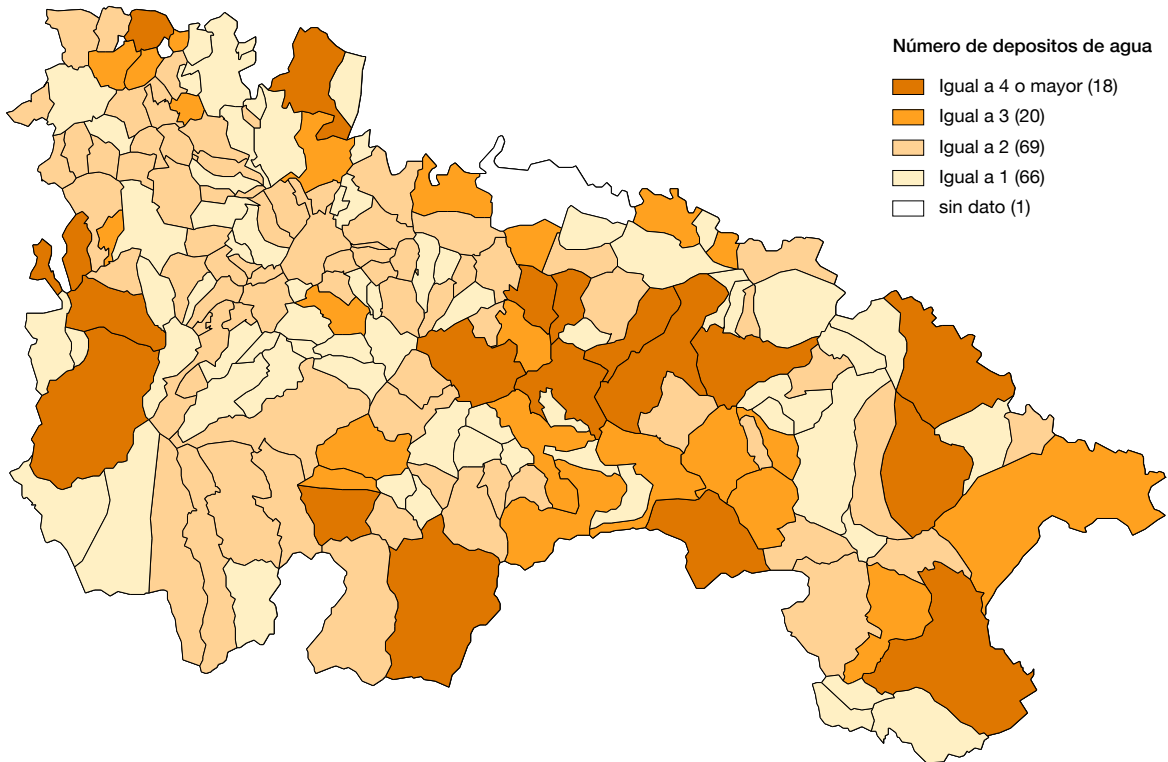 Número de depositos de agua
Igual a 4 o mayor (18)
Igual a 3 (20)
Igual a 2 (69)
Igual a 1 (66)
sin dato (1)